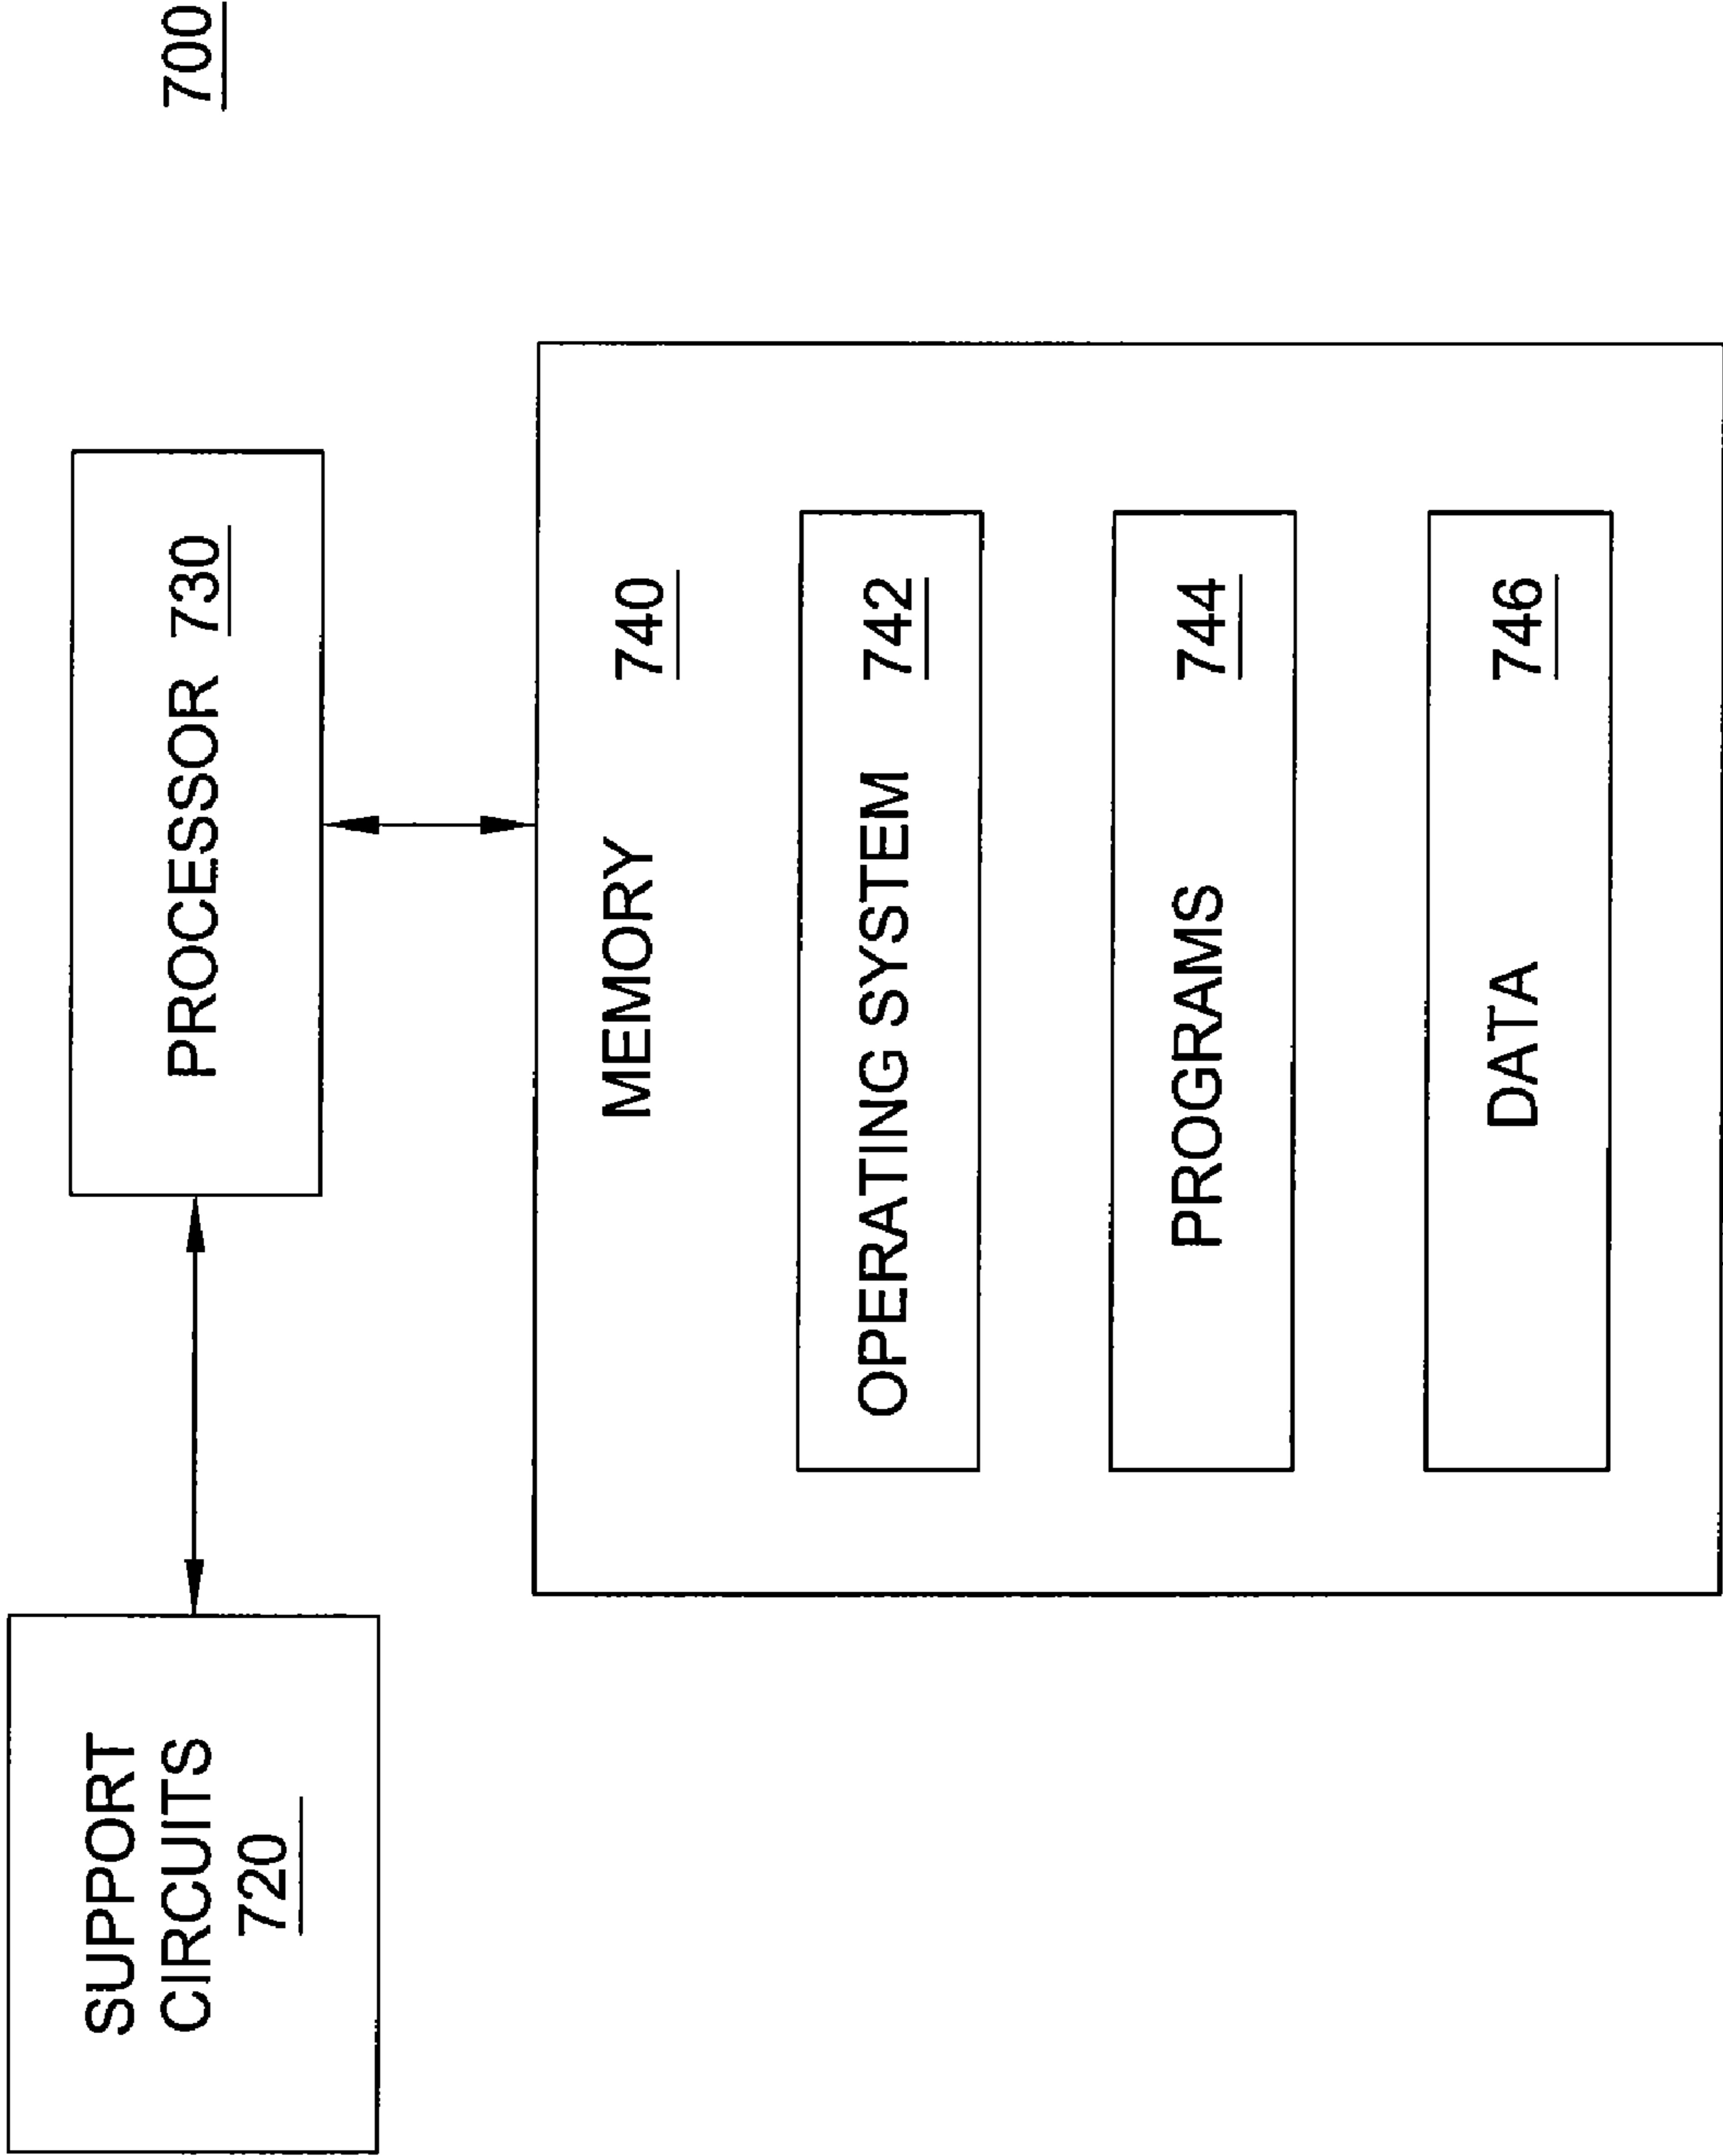 700
SUPPORT
CIRCUITS
720
PROCESSOR 730
MEMORY 740
OPERATING SYSTEM 742
PROGRAMS 744
DATA 746